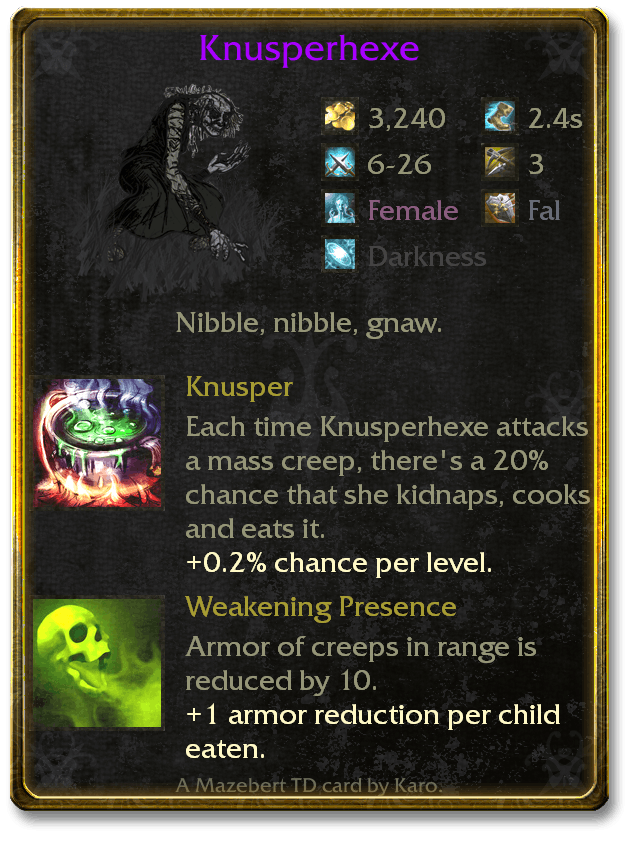 Knusperhexe
3,240 2.4s
6-26 3
Female Fal
Darkness
Nibble, nibble, gnaw.
Knusper
Each time Knusperhexe attacks
a mass creep, there's a 20%
chance that she kidnaps, cooks
and eats it.
+0.2% chance per level.
Weakening Presence
Armor of creeps in range is
reduced by 10.
+1 armor reduction per child
eaten.
A Mazebert TD card by Karo.